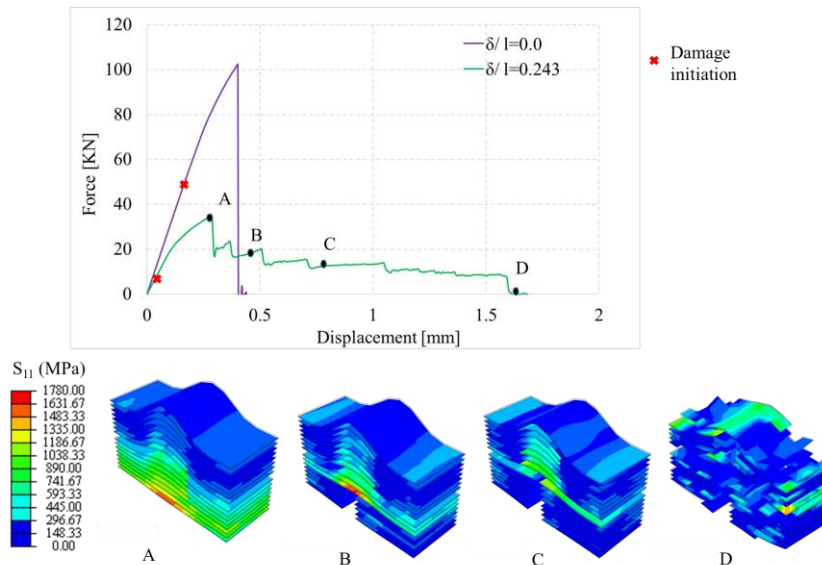 120
100
80
60
40
20
0
Force [KN]
0
0.5
1
1.5
2
Displacement [mm]
δ/ l=0.0
δ/ l=0.243
A
B
C
D
Damage
initiation
S11 (MPa)
1780.00
1631.67
1483.33
1335.00
1186.67
1038.33
890.00
741.67
593.33
445.00
296.67
148.33
0.00
A
B
C
D